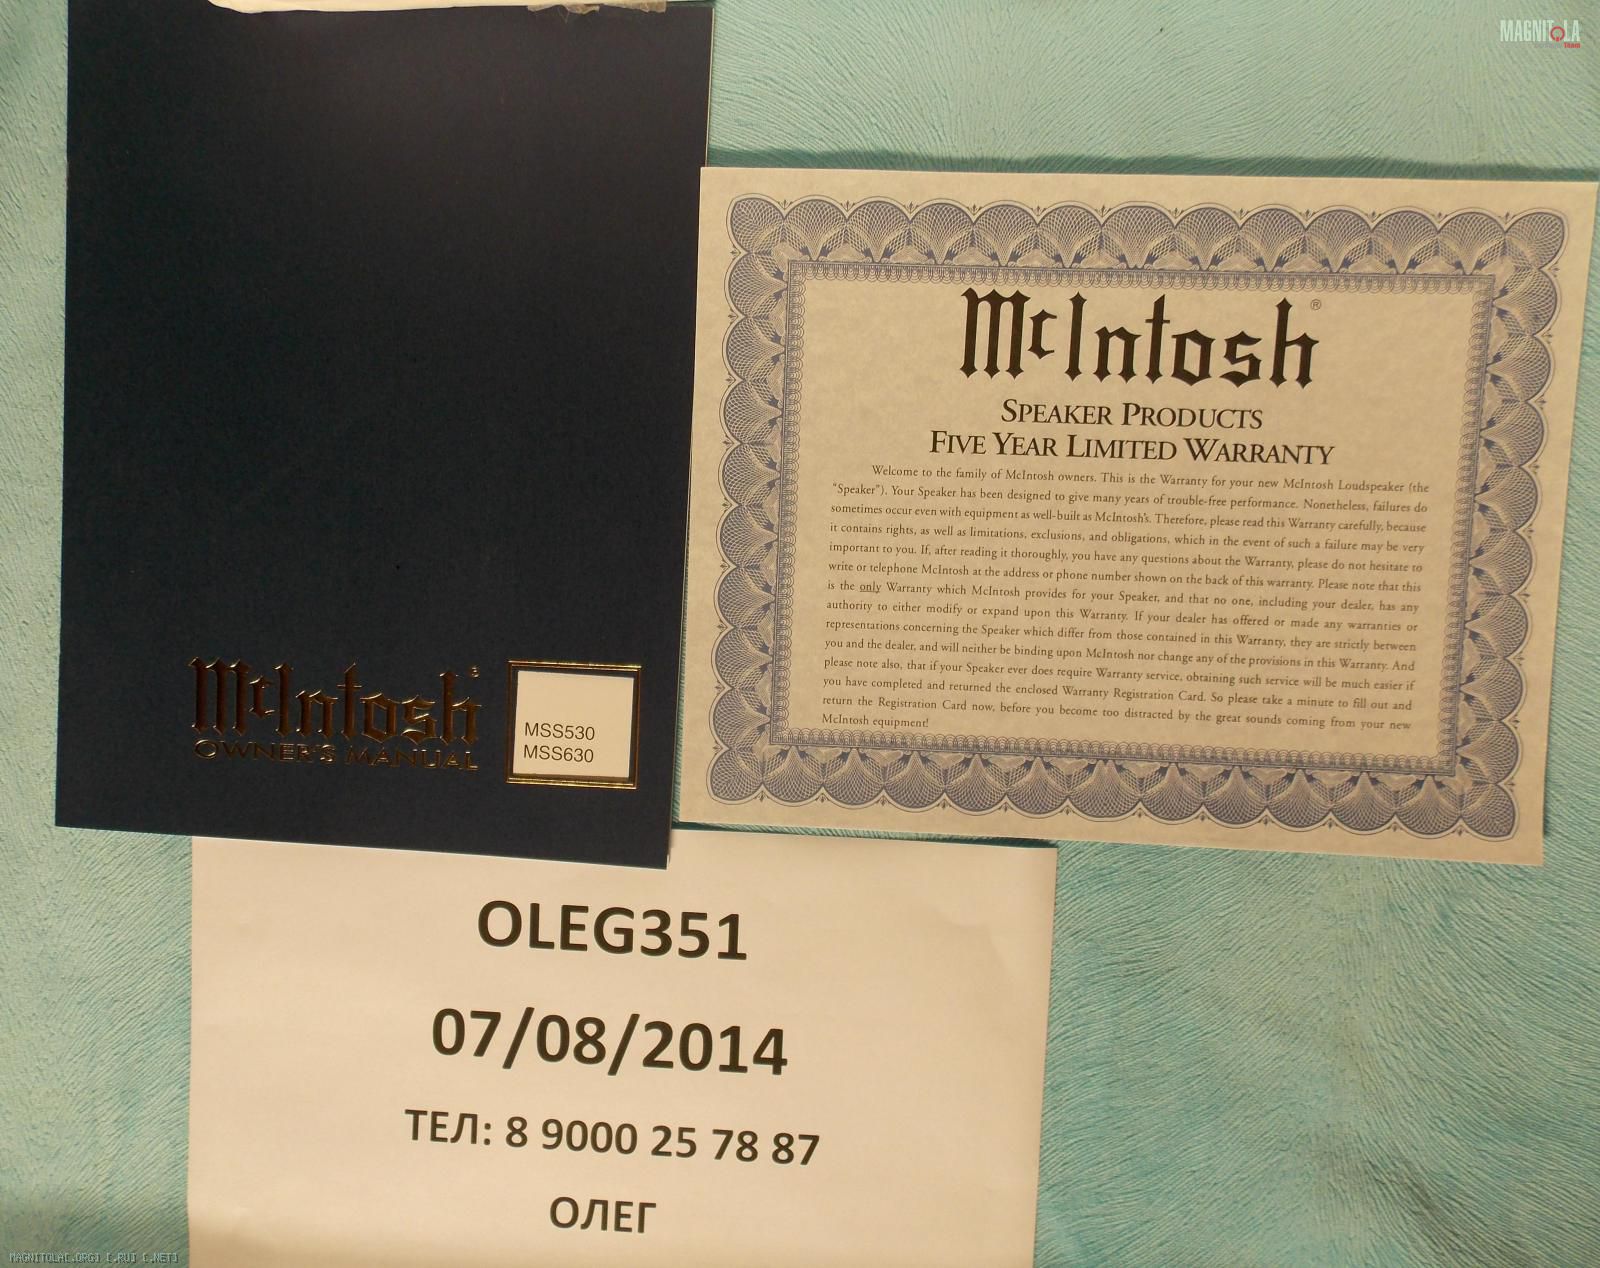 MAGNITOLA
Team
McIntosh®
OWNER'S MANUAL
MSS530
MSS630
McIntosh®
SPEAKER PRODUCTS
FIVE YEAR LIMITED WARRANTY
Welcome to the family of McIntosh owners. This is the Warranty for your new McIntosh Loudspeaker (the
“Speaker”). Your Speaker has been designed to give many years of trouble-free performance. Nonetheless, failures do
sometimes occur even with equipment as well-built as McIntosh's. Therefore, please read this Warranty carefully, because
it contains rights, as well as limitations, exclusions, and obligations, which in the event of such a failure may be very
important to you. If, after reading it thoroughly, you have any questions about the Warranty, please do not hesitate to
write or telephone McIntosh at the address or phone number shown on the back of this warranty. Please note that this
is the only Warranty which McIntosh provides for your Speaker, and that no one, including your dealer, has any
authority to either modify or expand upon this Warranty. If your dealer has offered or made any warranties or
representations concerning the Speaker which differ from those contained in this Warranty, they are strictly between
you and the dealer, and will neither be binding upon McIntosh nor change any of the provisions in this Warranty. And
please note also, that if your Speaker ever does require Warranty service, obtaining such service will be much easier if
you have completed and returned the enclosed Warranty Registration Card. So please take a minute to fill out and
return the Registration Card now, before you become too distracted by the great sounds coming from your new
McIntosh equipment!
OLEG351
07/08/2014
ТЕЛ: 8 9000 25 78 87
ОЛЕГ
MAGNITOLA[.ORG] [.RU] [.NET]